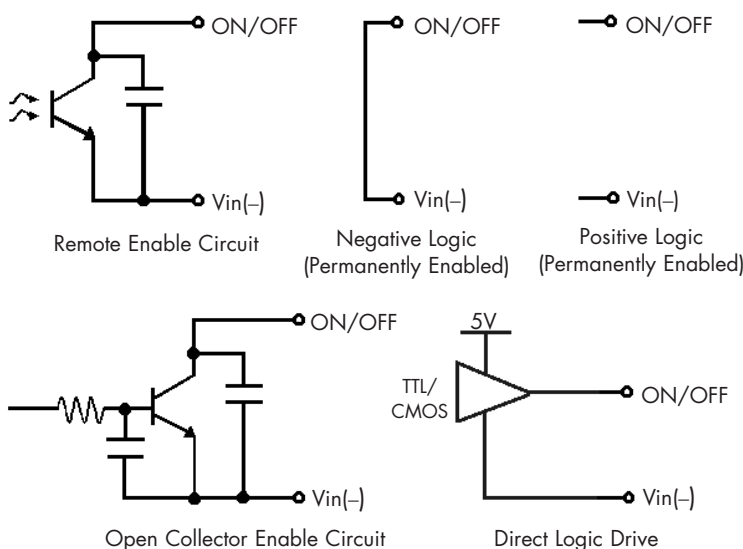 ON/OFF
Vin(–)
Remote Enable Circuit
ON/OFF
Vin(–)
Negative Logic
(Permanently Enabled)
ON/OFF
Vin(–)
Positive Logic
(Permanently Enabled)
ON/OFF
Vin(–)
Open Collector Enable Circuit
5V
TTL/
CMOS
ON/OFF
Vin(–)
Direct Logic Drive